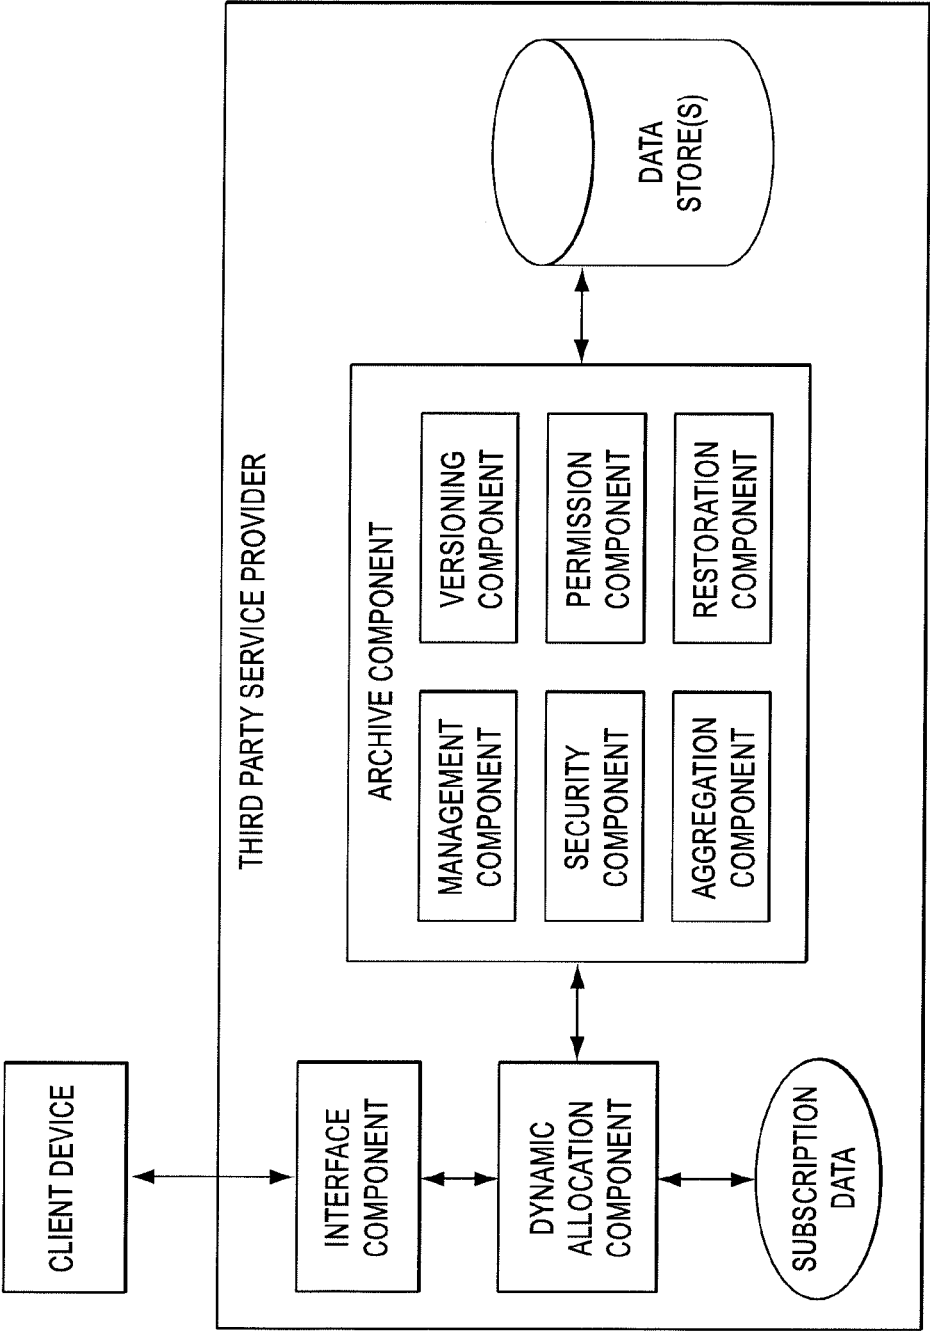 CLIENT DEVICE
THIRD PARTY SERVICE PROVIDER
INTERFACE
COMPONENT
DYNAMIC
ALLOCATION
COMPONENT
SUBSCRIPTION
DATA
ARCHIVE COMPONENT
MANAGEMENT
COMPONENT
VERSIONING
COMPONENT
SECURITY
COMPONENT
PERMISSION
COMPONENT
AGGREGATION
COMPONENT
RESTORATION
COMPONENT
DATA
STORE(S)